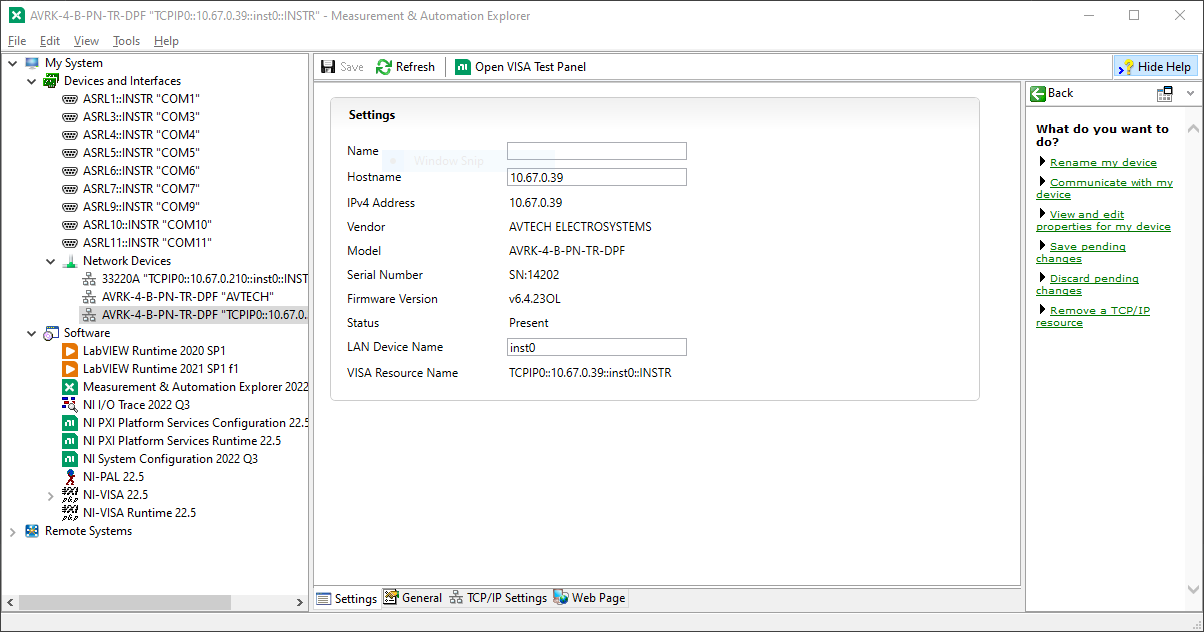 AVRK-4-B-PN-TR-DPF "TCPIP0::10.67.0.39::inst0::INSTR" - Measurement & Automation Explorer
File Edit View Tools Help
My System
Devices and Interfaces
ASRL1::INSTR "COM1"
ASRL3::INSTR "COM3"
ASRL4::INSTR "COM4"
ASRL5::INSTR "COM5"
ASRL6::INSTR "COM6"
ASRL7::INSTR "COM7"
ASRL9::INSTR "COM9"
ASRL10::INSTR "COM10"
ASRL11::INSTR "COM11"
Network Devices
33220A "TCPIP0::10.67.0.210::inst0::INST
AVRK-4-B-PN-TR-DPF "AVTECH"
AVRK-4-B-PN-TR-DPF "TCPIP0::10.67.0.
Software
LabVIEW Runtime 2020 SP1
LabVIEW Runtime 2021 SP1 f1
Measurement & Automation Explorer 2022
NI I/O Trace 2022 Q3
NI PXI Platform Services Configuration 22.5
NI PXI Platform Services Runtime 22.5
NI System Configuration 2022 Q3
NI-PAL 22.5
NI-VISA 22.5
NI-VISA Runtime 22.5
Remote Systems
Save Refresh Open VISA Test Panel Hide Help
Settings
Name
Window Snip
Hostname 10.67.0.39
IPv4 Address 10.67.0.39
Vendor AVTECH ELECTROSYSTEMS
Model AVRK-4-B-PN-TR-DPF
Serial Number SN:14202
Firmware Version v6.4.23OL
Status Present
LAN Device Name inst0
VISA Resource Name TCPIP0::10.67.0.39::inst0::INSTR
Settings General TCP/IP Settings Web Page
Back
What do you want to
do?
Rename my device
Communicate with my
device
View and edit
properties for my device
Save pending
changes
Discard pending
changes
Remove a TCP/IP
resource